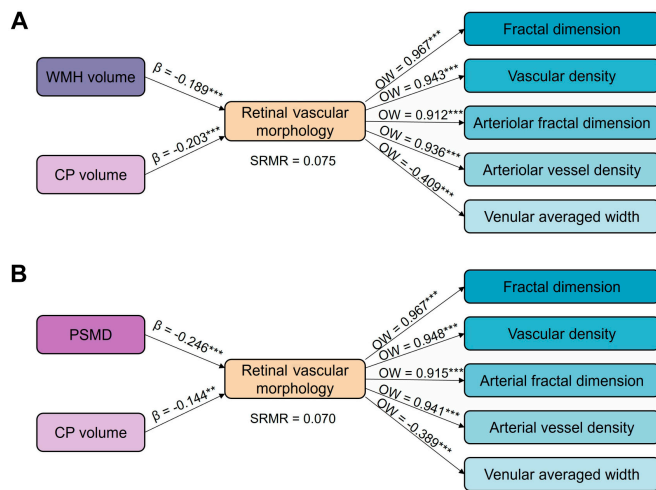 A
WMH volume
CP volume
β = -0.189***
β = -0.203***
Retinal vascular
morphology
SRMR = 0.075
OW = 0.967***
OW = 0.943***
OW = 0.912***
OW = 0.936***
OW = -0.409***
Fractal dimension
Vascular density
Arteriolar fractal dimension
Arteriolar vessel density
Venular averaged width
B
PSMD
CP volume
β = -0.246***
β = -0.144**
Retinal vascular
morphology
SRMR = 0.070
OW = 0.967***
OW = 0.948***
OW = 0.915***
OW = 0.941***
OW = -0.389***
Fractal dimension
Vascular density
Arterial fractal dimension
Arterial vessel density
Venular averaged width